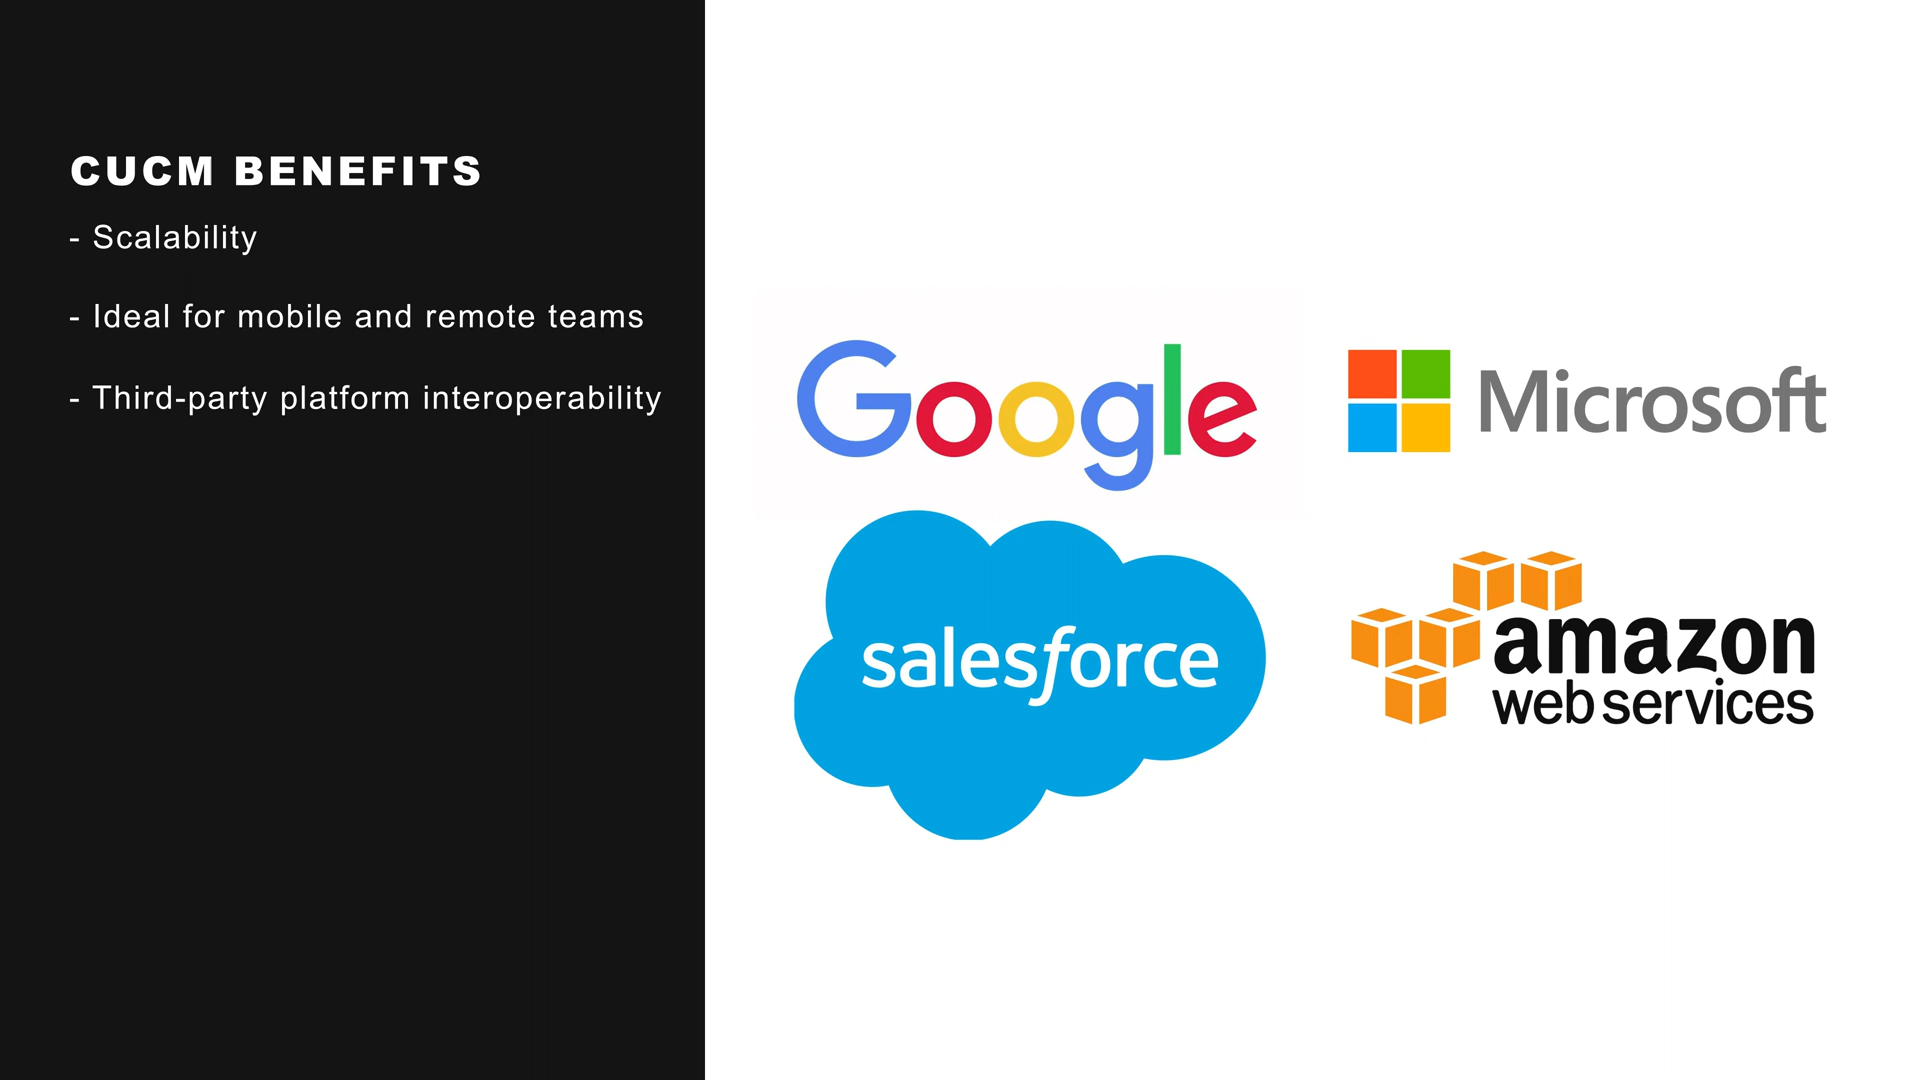 CUCM BENEFITS
- Scalability
- Ideal for mobile and remote teams
- Third-party platform interoperability
Google
Microsoft
salesforce
amazon
web services